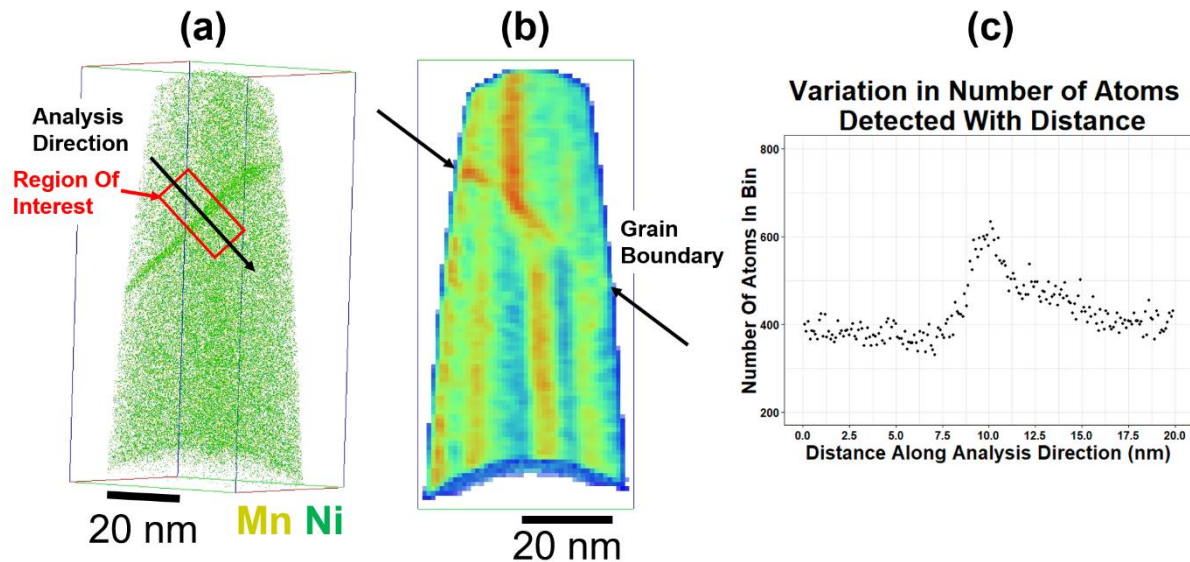 (a)
Analysis
Direction
Region Of
Interest
20 nm
Mn Ni
(b)
Grain
Boundary
20 nm
(c)
Variation in Number of Atoms
Detected With Distance
Number Of Atoms In Bin
800
600
400
200
0.0 2.5 5.0 7.5 10.0 12.5 15.0 17.5 20.0
Distance Along Analysis Direction (nm)